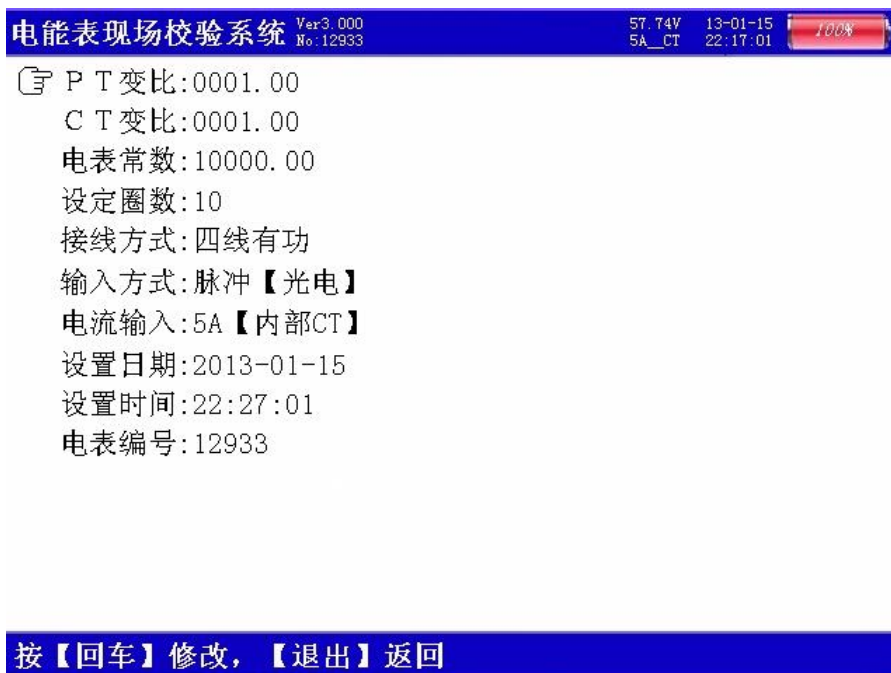 电能表现场校验系统 Ver3.000 No:12933 57.74V 5A__CT 13-01-15 22:17:01 100%
ＰＴ变比:0001.00
ＣＴ变比:0001.00
电表常数:10000.00
设定圈数:10
接线方式:四线有功
输入方式:脉冲【光电】
电流输入:5A【内部CT】
设置日期:2013-01-15
设置时间:22:27:01
电表编号:12933
按【回车】修改，【退出】返回